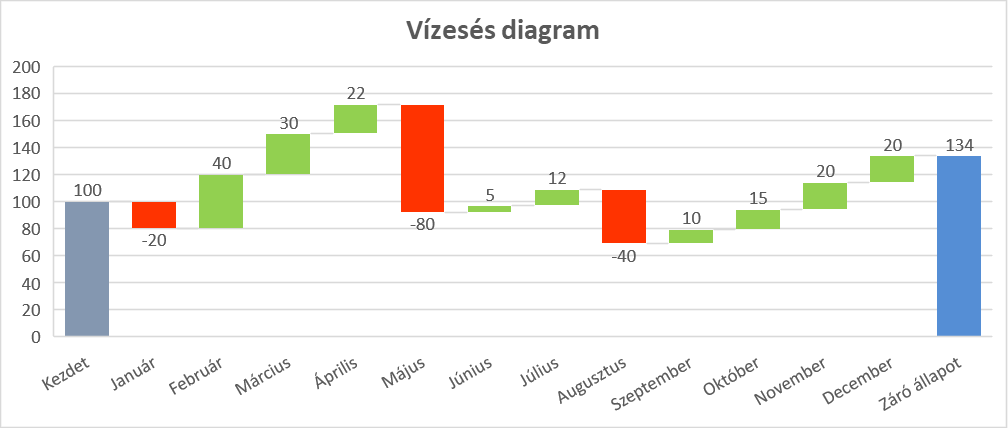 Vízesés diagram
200
180
160
140
120
100
80
60
40
20
0
100
-20
40
30
22
-80
5
12
-40
10
15
20
20
134
Kezdet
Január
Február
Március
Április
Május
Június
Július
Augusztus
Szeptember
Október
November
December
Záró állapot